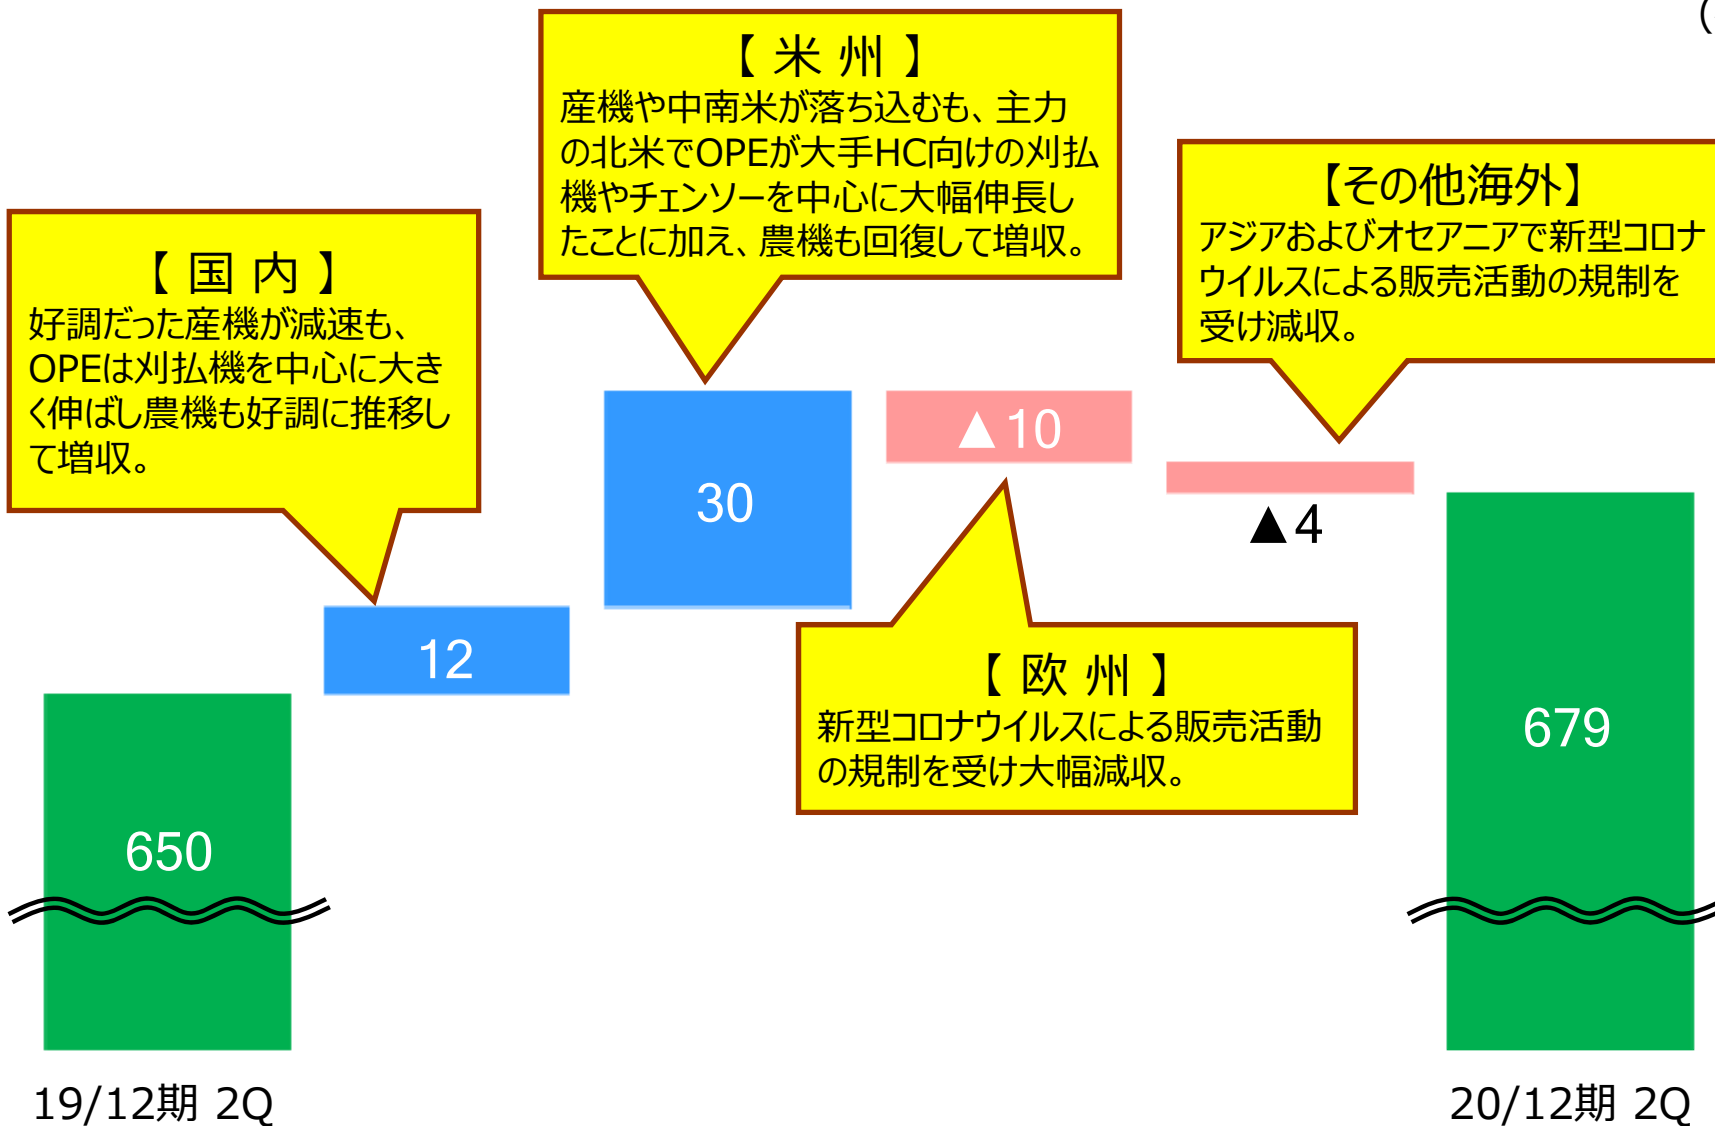 (
【 米 州 】
産機や中南米が落ち込むも、主力
の北米でOPEが大手HC向けの刈払
機やチェンソーを中心に大幅伸長し
たことに加え、農機も回復して増収。
【その他海外】
アジアおよびオセアニアで新型コロナ
ウイルスによる販売活動の規制を
受け減収。
【 国 内 】
好調だった産機が減速も、
OPEは刈払機を中心に大き
く伸ばし農機も好調に推移し
て増収。
▲10
30
▲4
12
【 欧 州 】
新型コロナウイルスによる販売活動
の規制を受け大幅減収。
679
650
19/12期 2Q
20/12期 2Q